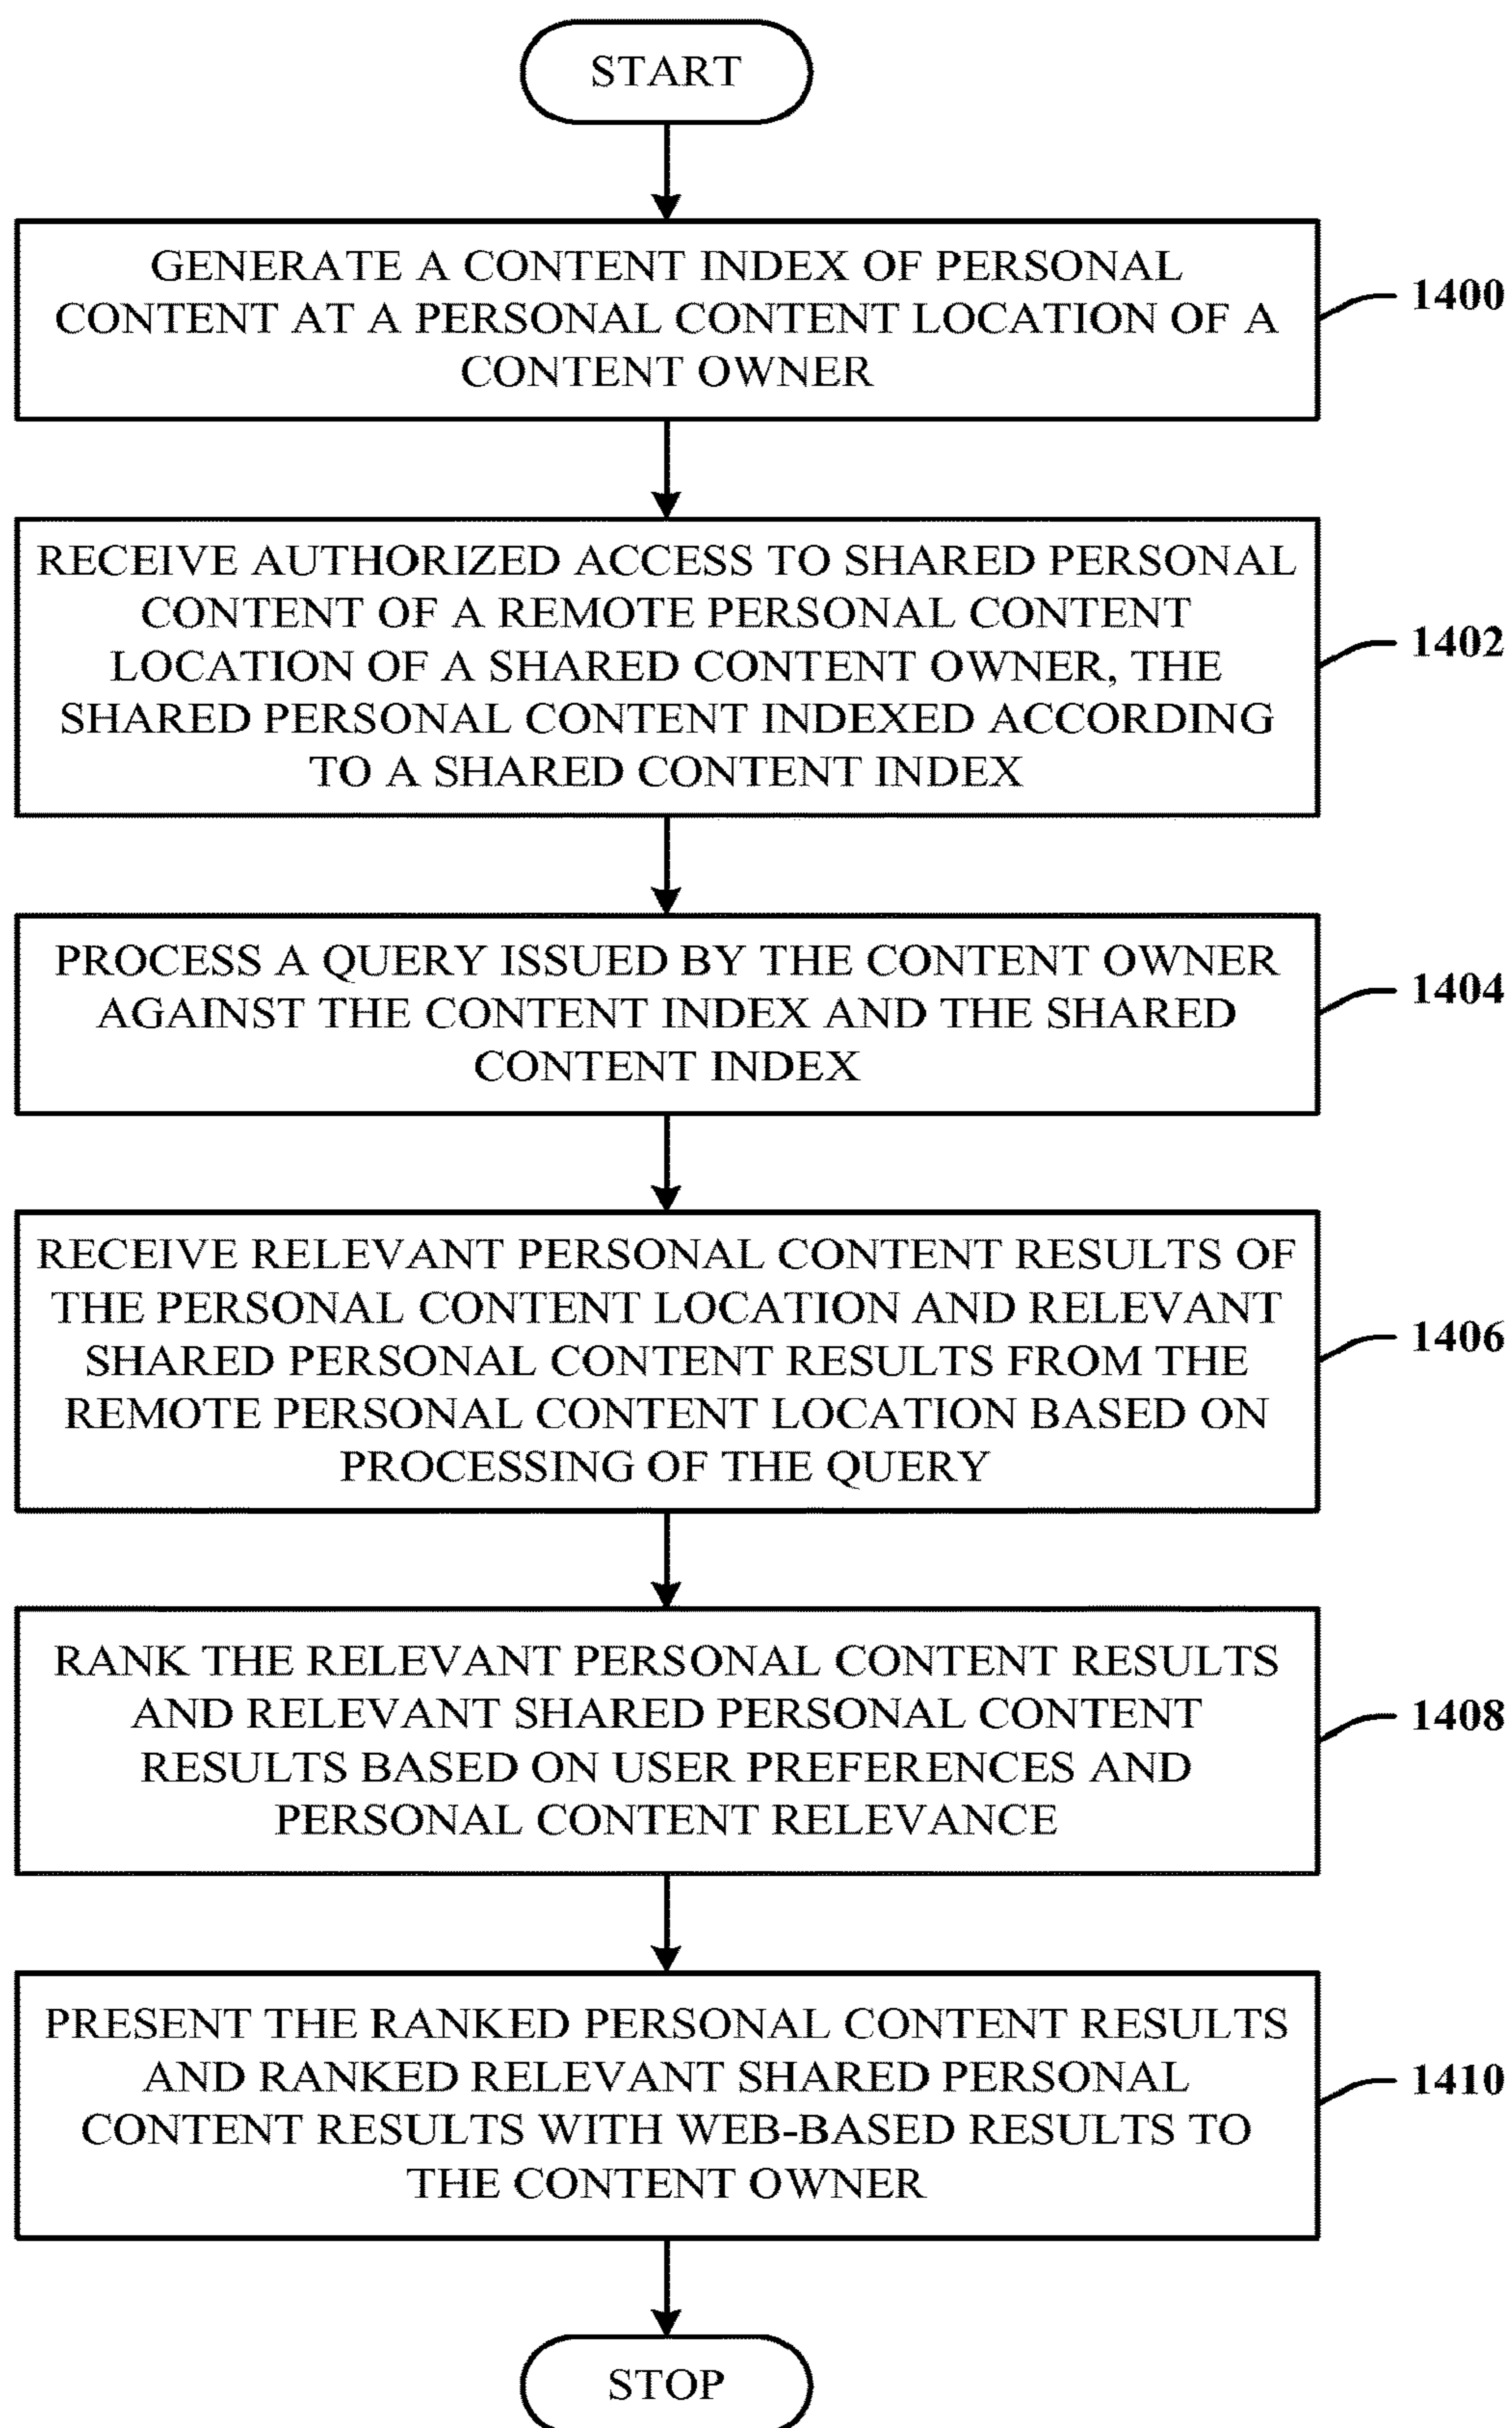 START
GENERATE A CONTENT INDEX OF PERSONAL
CONTENT AT A PERSONAL CONTENT LOCATION OF A
CONTENT OWNER
1400
RECEIVE AUTHORIZED ACCESS TO SHARED PERSONAL
CONTENT OF A REMOTE PERSONAL CONTENT
LOCATION OF A SHARED CONTENT OWNER, THE
SHARED PERSONAL CONTENT INDEXED ACCORDING
TO A SHARED CONTENT INDEX
1402
PROCESS A QUERY ISSUED BY THE CONTENT OWNER
AGAINST THE CONTENT INDEX AND THE SHARED
CONTENT INDEX
1404
RECEIVE RELEVANT PERSONAL CONTENT RESULTS OF
THE PERSONAL CONTENT LOCATION AND RELEVANT
SHARED PERSONAL CONTENT RESULTS FROM THE
REMOTE PERSONAL CONTENT LOCATION BASED ON
PROCESSING OF THE QUERY
1406
RANK THE RELEVANT PERSONAL CONTENT RESULTS
AND RELEVANT SHARED PERSONAL CONTENT
RESULTS BASED ON USER PREFERENCES AND
PERSONAL CONTENT RELEVANCE
1408
PRESENT THE RANKED PERSONAL CONTENT RESULTS
AND RANKED RELEVANT SHARED PERSONAL
CONTENT RESULTS WITH WEB-BASED RESULTS TO
THE CONTENT OWNER
1410
STOP